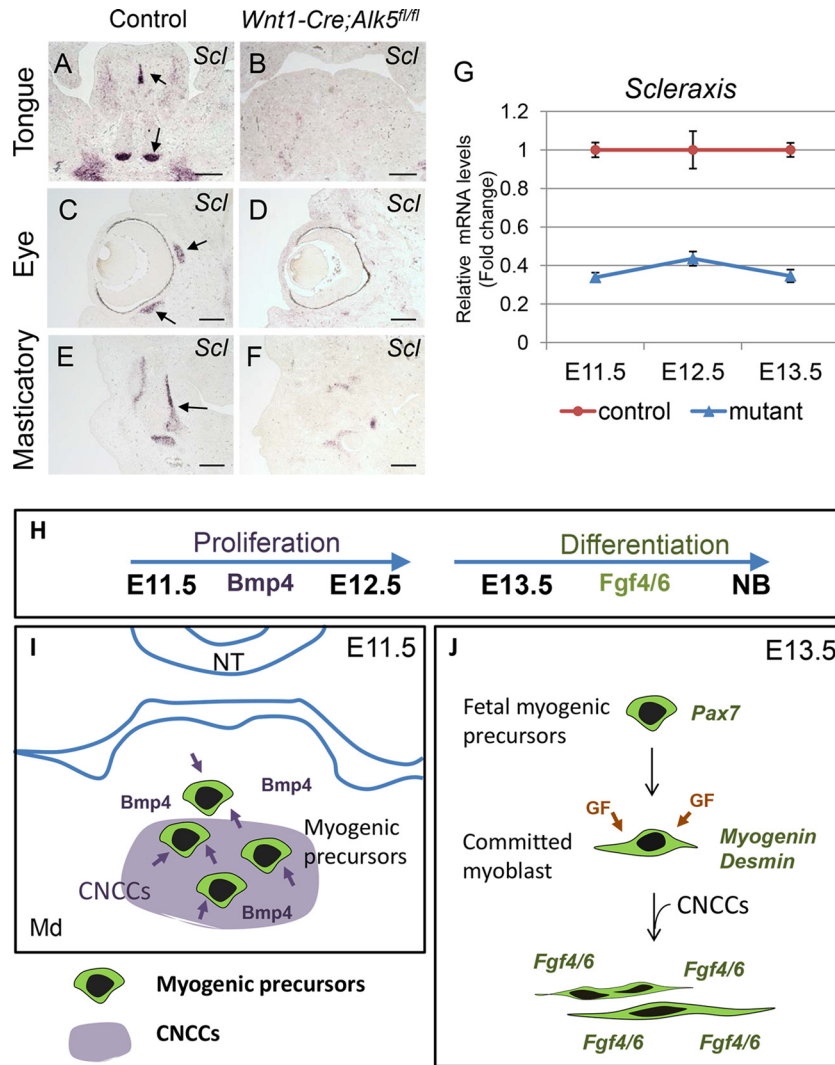 Control
Wnt1-Cre;Alk5fl/fl
Tongue
A
Scl
B
Scl
Eye
C
Scl
D
Scl
Masticatory
E
Scl
F
Scl
G
Scleraxis
Relative mRNA levels
(Fold change)
1.2
1
0.8
0.6
0.4
0.2
0
E11.5 E12.5 E13.5
control mutant
H
Proliferation
E11.5 Bmp4 E12.5
Differentiation
E13.5 Fgf4/6 NB
I
E11.5
NT
Bmp4
Bmp4
Myogenic
precursors
CNCCs
Bmp4
Md
Myogenic precursors
CNCCs
J
E13.5
Fetal myogenic
precursors
Pax7
GF
GF
Committed
myoblast
Myogenin
Desmin
CNCCs
Fgf4/6
Fgf4/6
Fgf4/6
Fgf4/6